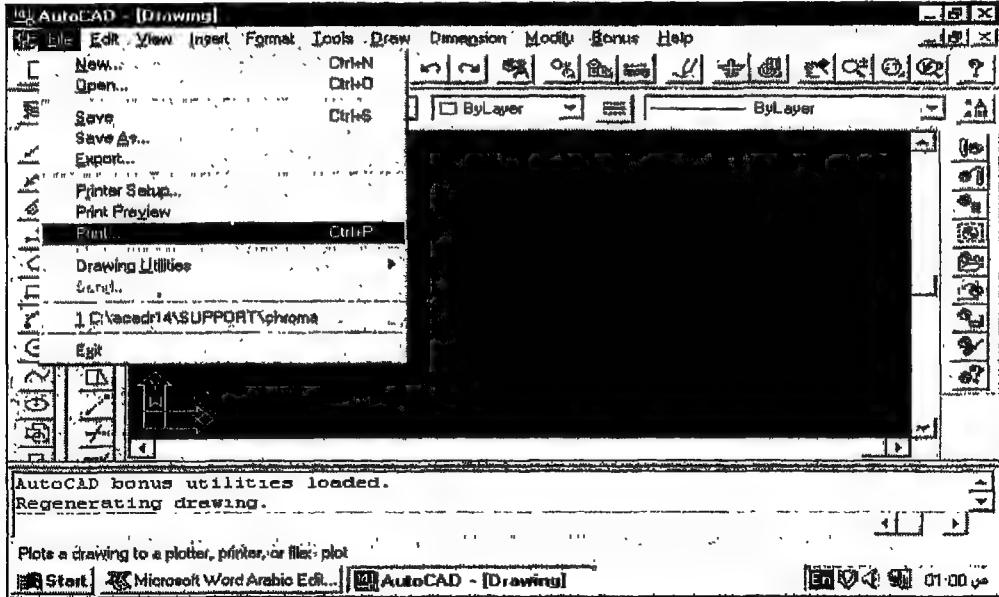 AutoCAD - [Drawing]
File Edit View Insert Format Tools Draw Dimension Modify Bonus Help
New... Ctrl+N
Open... Ctrl+O
ByLayer ByLayer
Save Ctrl+S
Save As...
Export...
Printer Setup...
Print Preview
Print... Ctrl+P
Drawing Utilities
Send...
1 C:\acadr14\SUPPORT\chroma
Exit
W
AutoCAD bonus utilities loaded.
Regenerating drawing.
Plots a drawing to a plotter, printer, or file: plot
Start Microsoft Word Arabic Edit... AutoCAD - [Drawing] En 01:00 ص